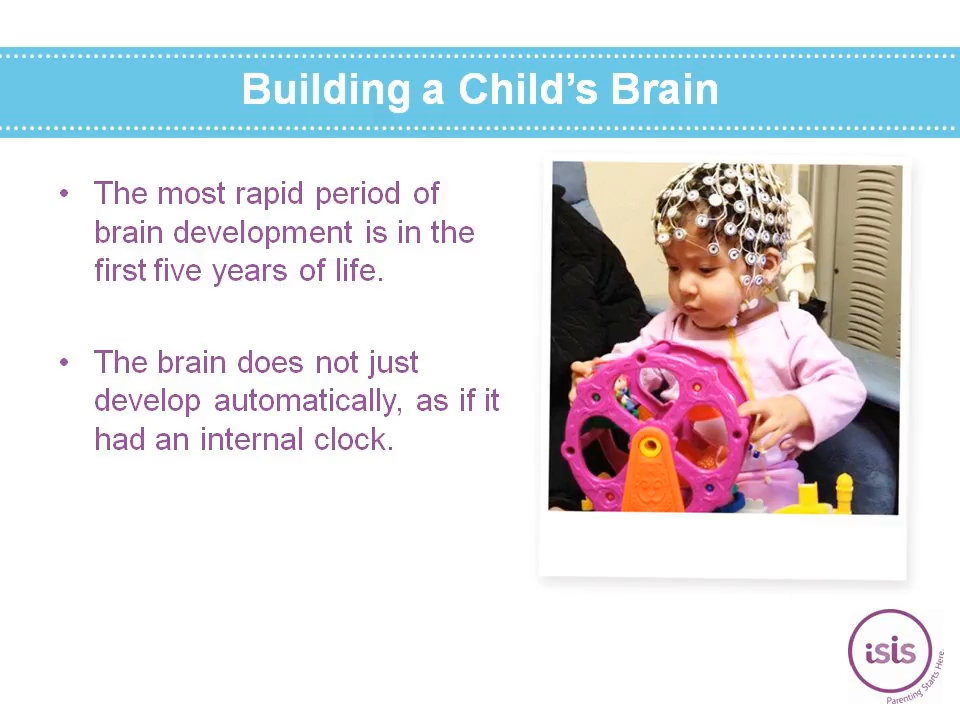 Building a Child’s Brain
• The most rapid period of
brain development is in the
first five years of life.
• The brain does not just
develop automatically, as if it
had an internal clock.
isis
Parenting Starts Here.